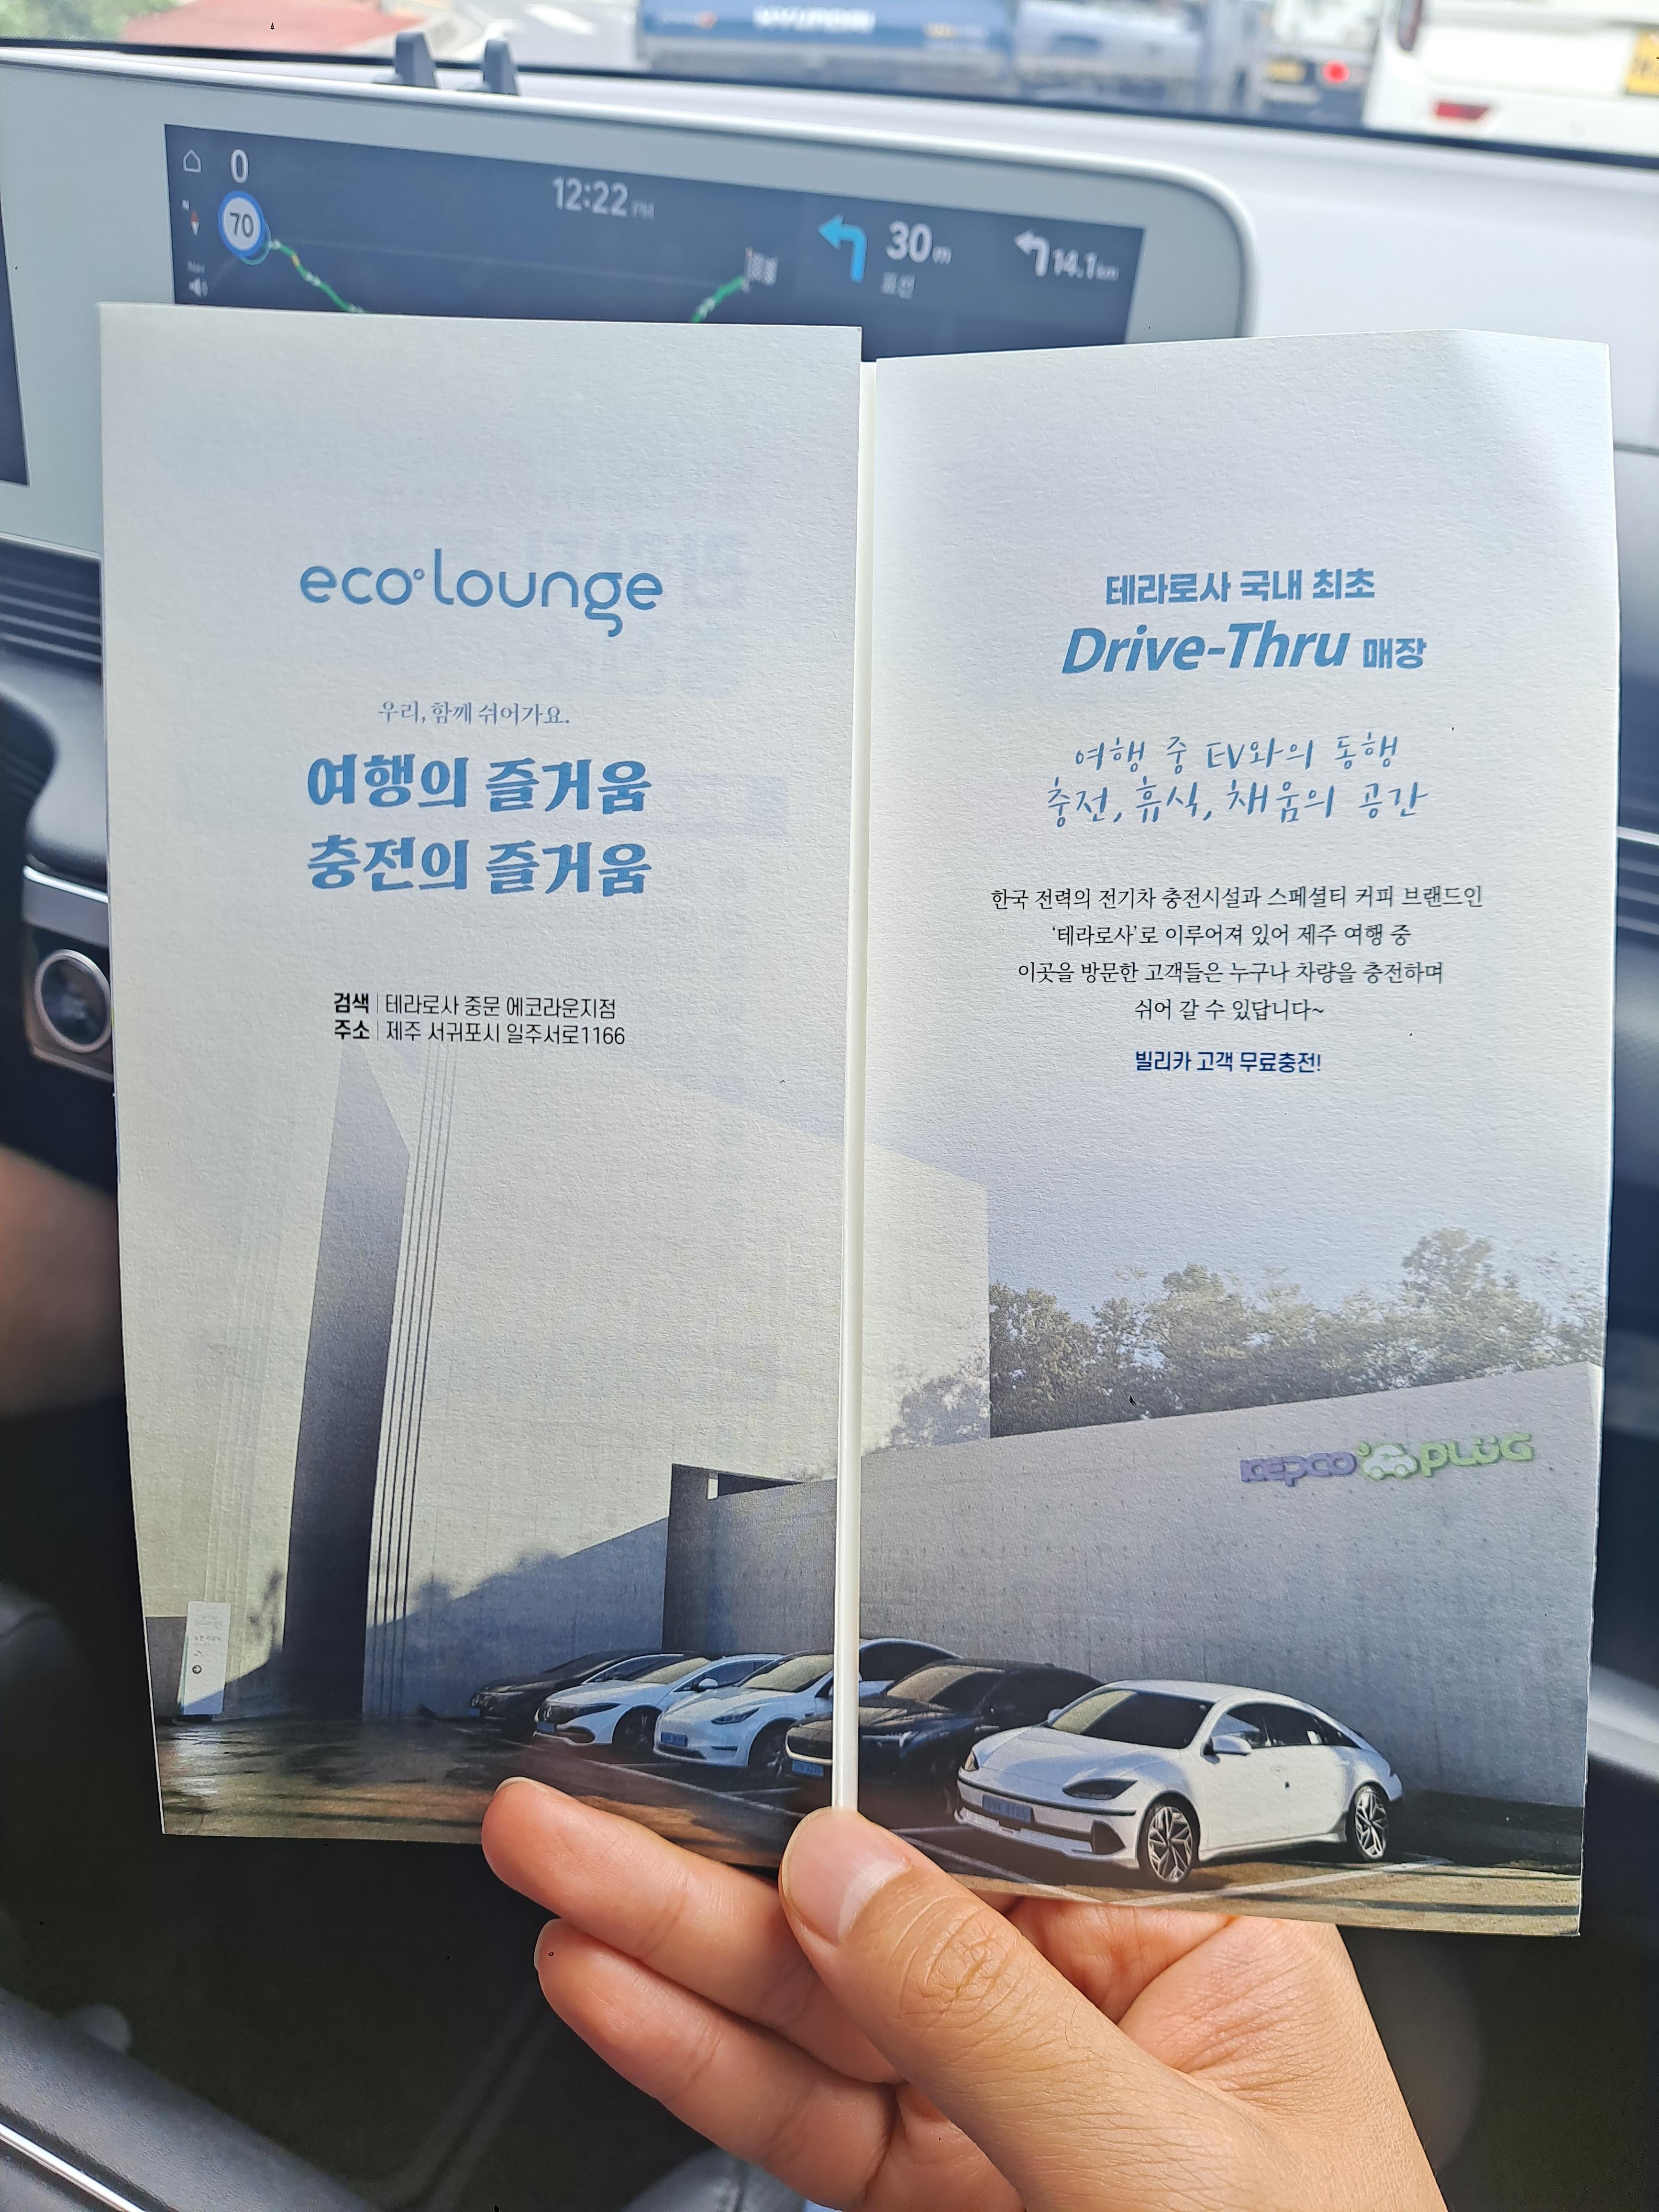 HYUNDAI
0
70
12:22 PM
30m
표선
14.1km
N
Nav
eco°lounge
우리, 함께 쉬어가요.
여행의 즐거움
충전의 즐거움
검색 | 테라로사 중문 에코라운지점
주소 | 제주 서귀포시 일주서로1166
테라로사 국내 최초
Drive-Thru 매장
여행 중 EV와의 동행
충전, 휴식, 채움의 공간
한국 전력의 전기차 충전시설과 스페셜티 커피 브랜드인
‘테라로사’로 이루어져 있어 제주 여행 중
이곳을 방문한 고객들은 누구나 차량을 충전하며
쉬어 갈 수 있답니다~
빌리카 고객 무료충전!
KEPCO PLUG